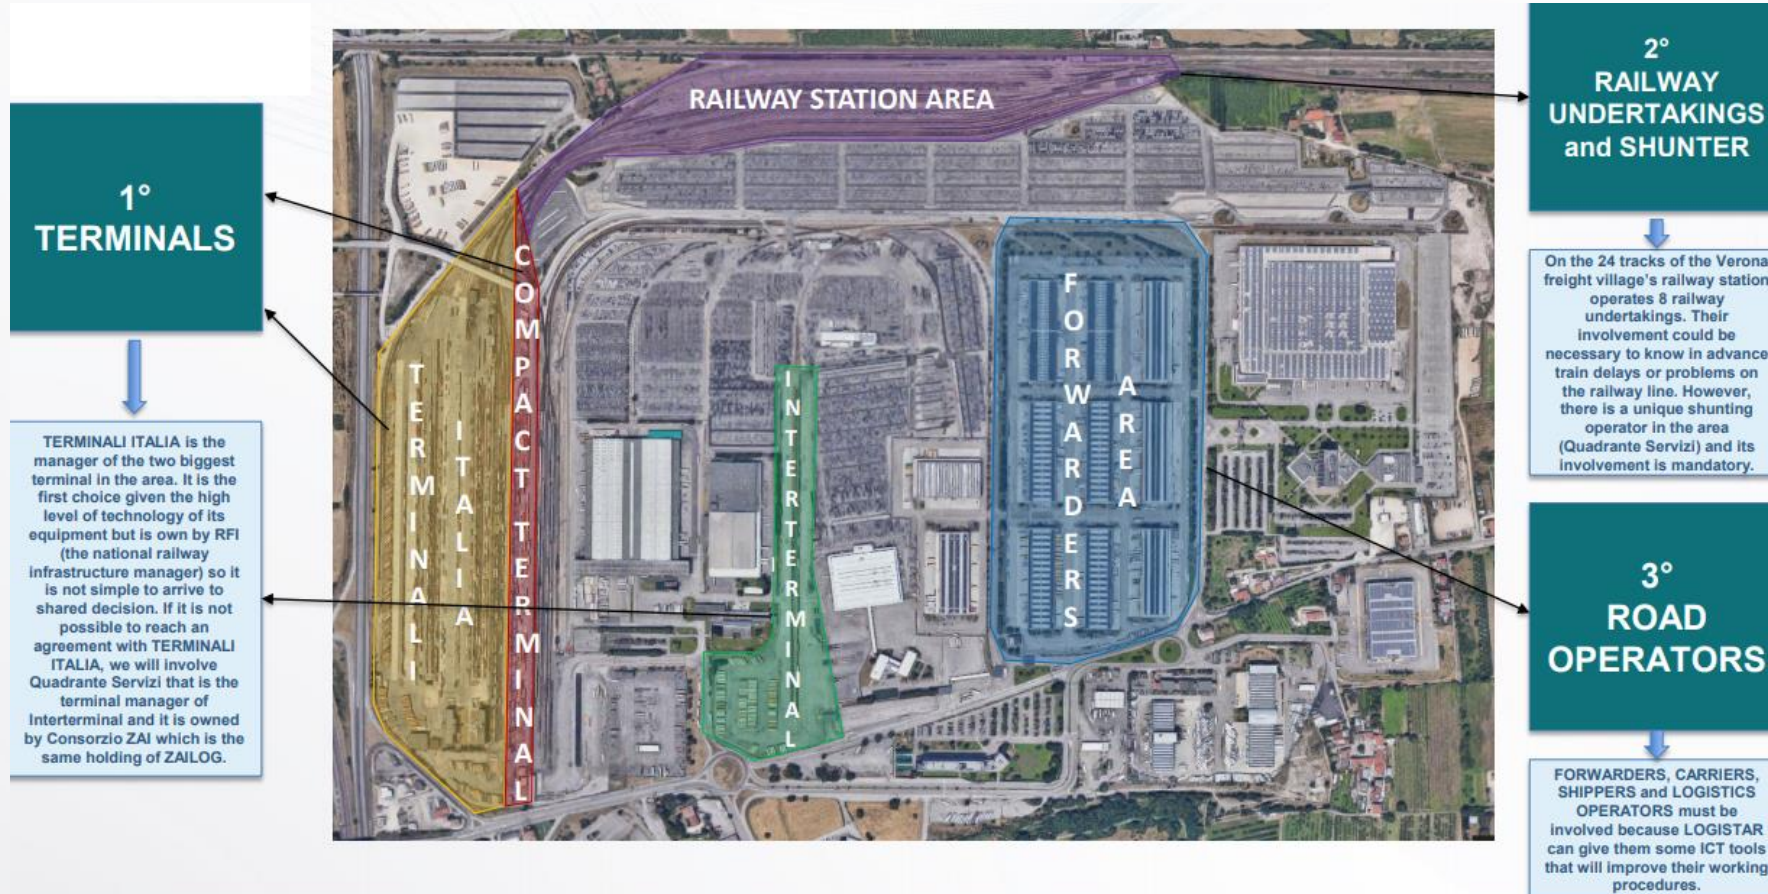 1°
TERMINALS
TERMINALI ITALIA is the
manager of the two biggest
terminal in the area. It is the
first choice given the high
level of technology of its
equipment but is own by RFI
(the national railway
infrastructure manager) so it
is not simple to arrive to
shared decision. If it is not
possible to reach an
agreement with TERMINALI
ITALIA, we will involve
Quadrante Servizi that is the
terminal manager of
Interterminal and it is owned
by Consorzio ZAI which is the
same holding of ZAILOG.
RAILWAY STATION AREA
TERMINALI
ITALIA
COMPACT TERMINAL
INTERTERMINAL
FORWARDERS
AREA
2°
RAILWAY
UNDERTAKINGS
and SHUNTER
On the 24 tracks of the Verona
freight village's railway station
operates 8 railway
undertakings. Their
involvement could be
necessary to know in advance
train delays or problems on
the railway line. However,
there is a unique shunting
operator in the area
(Quadrante Servizi) and its
involvement is mandatory.
3°
ROAD
OPERATORS
FORWARDERS, CARRIERS,
SHIPPERS and LOGISTICS
OPERATORS must be
involved because LOGISTAR
can give them some ICT tools
that will improve their working
procedures.